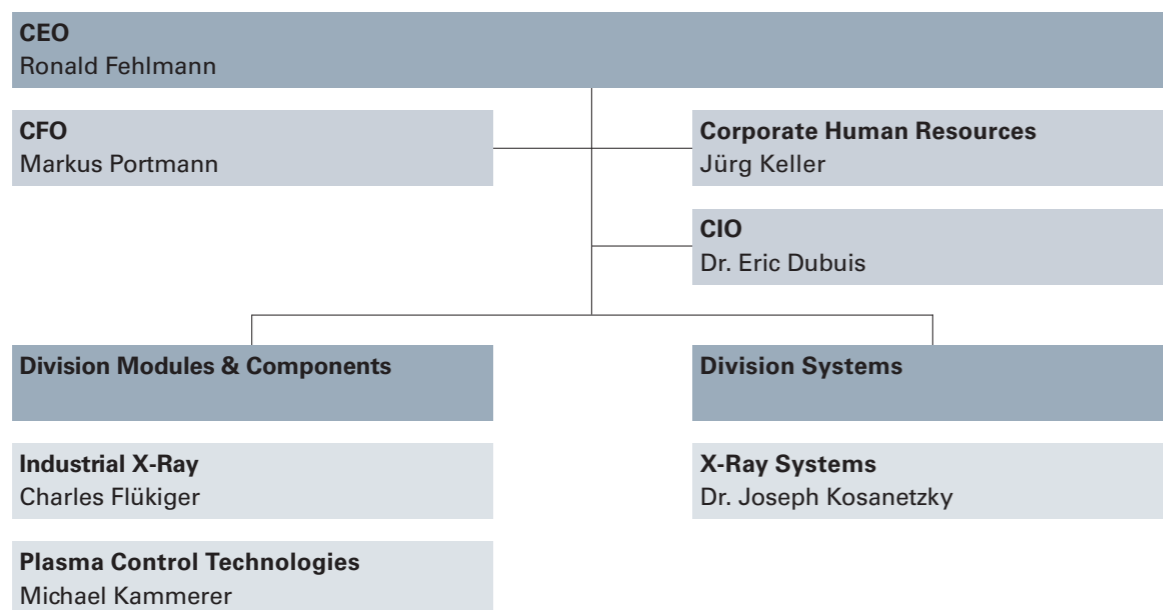 CEO
Ronald Fehlmann
CFO
Markus Portmann
Corporate Human Resources
Jürg Keller
CIO
Dr. Eric Dubuis
Division Modules & Components
Division Systems
Industrial X-Ray
Charles Flükiger
X-Ray Systems
Dr. Joseph Kosanetzky
Plasma Control Technologies
Michael Kammerer